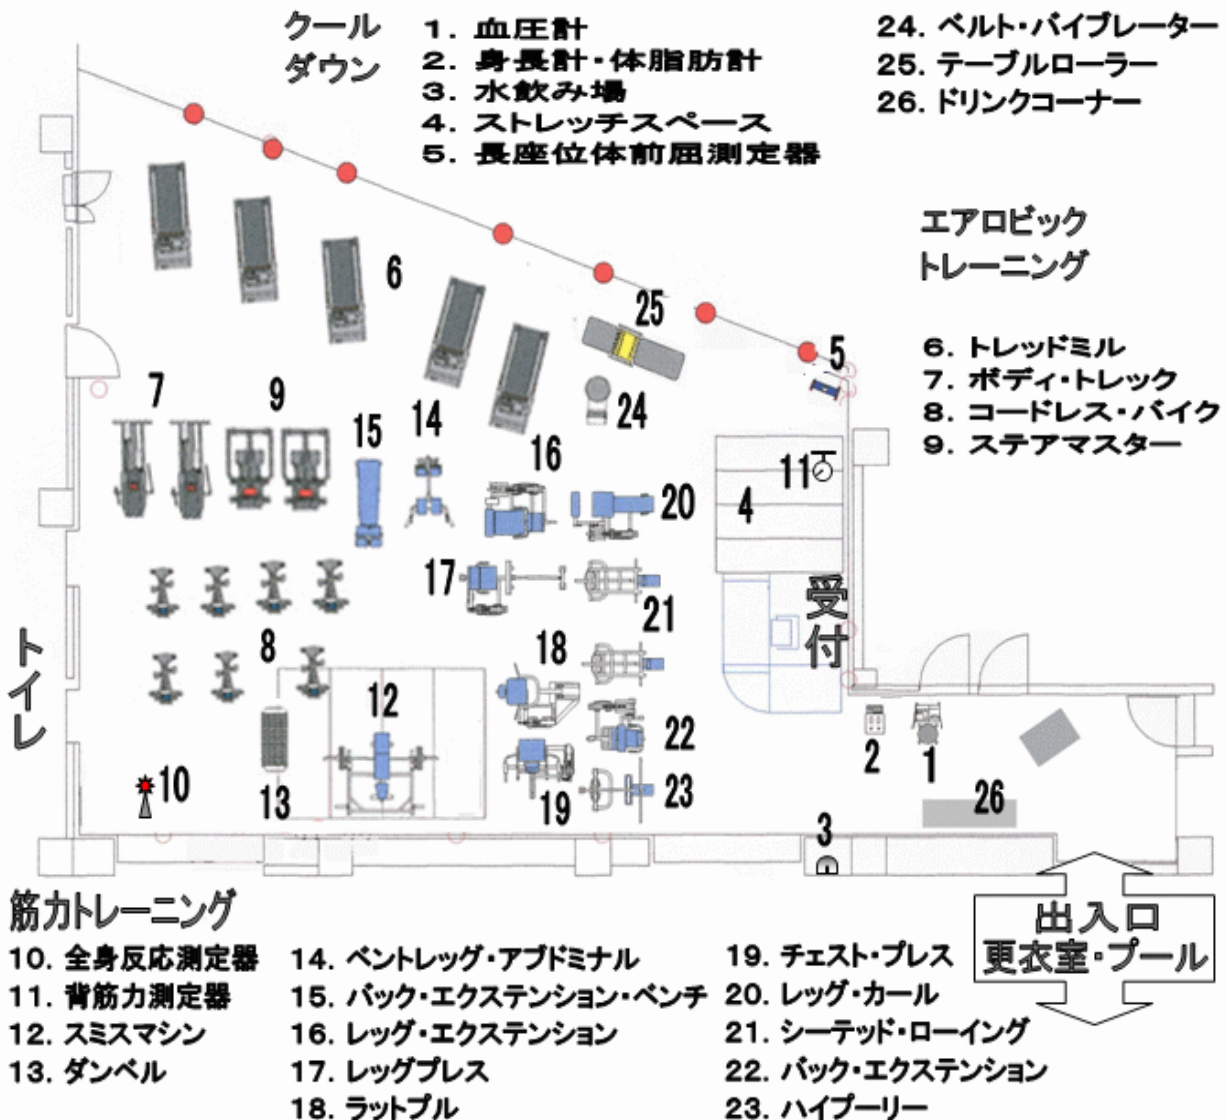 クール
ダウン
1. 血圧計
2. 身長計・体脂肪計
3. 水飲み場
4. ストレッチスペース
5. 長座位体前屈測定器
24. ベルト・バイブレーター
25. テーブルローラー
26. ドリンクコーナー
エアロビック
トレーニング
6. トレッドミル
7. ボディ・トレック
8. コードレス・バイク
9. ステアマスター
6
25
5
7
9
15
14
24
16
11
4
20
17
21
受付
トイレ
8
18
12
22
2
1
10
13
19
23
26
3
出入口
更衣室・プール
筋力トレーニング
10. 全身反応測定器
11. 背筋力測定器
12. スミスマシン
13. ダンベル
14. ベントレッグ・アブドミナル
15. バック・エクステンション・ベンチ
16. レッグ・エクステンション
17. レッグプレス
18. ラットプル
19. チェスト・プレス
20. レッグ・カール
21. シーテッド・ローイング
22. バック・エクステンション
23. ハイプーリー